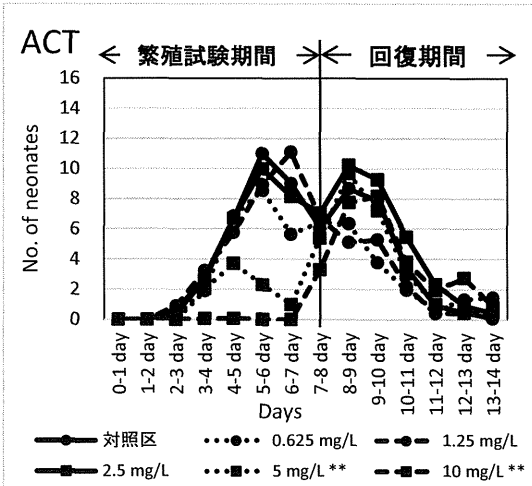 ACT
繁殖試験期間 回復期間
No. of neonates
16
14
12
10
8
6
4
2
0
0-1 day
1-2 day
2-3 day
3-4 day
4-5 day
5-6 day
6-7 day
7-8 day
8-9 day
9-10 day
10-11 day
11-12 day
12-13 day
13-14 day
Days
対照区 0.625 mg/L 1.25 mg/L
2.5 mg/L 5 mg/L ** 10 mg/L **